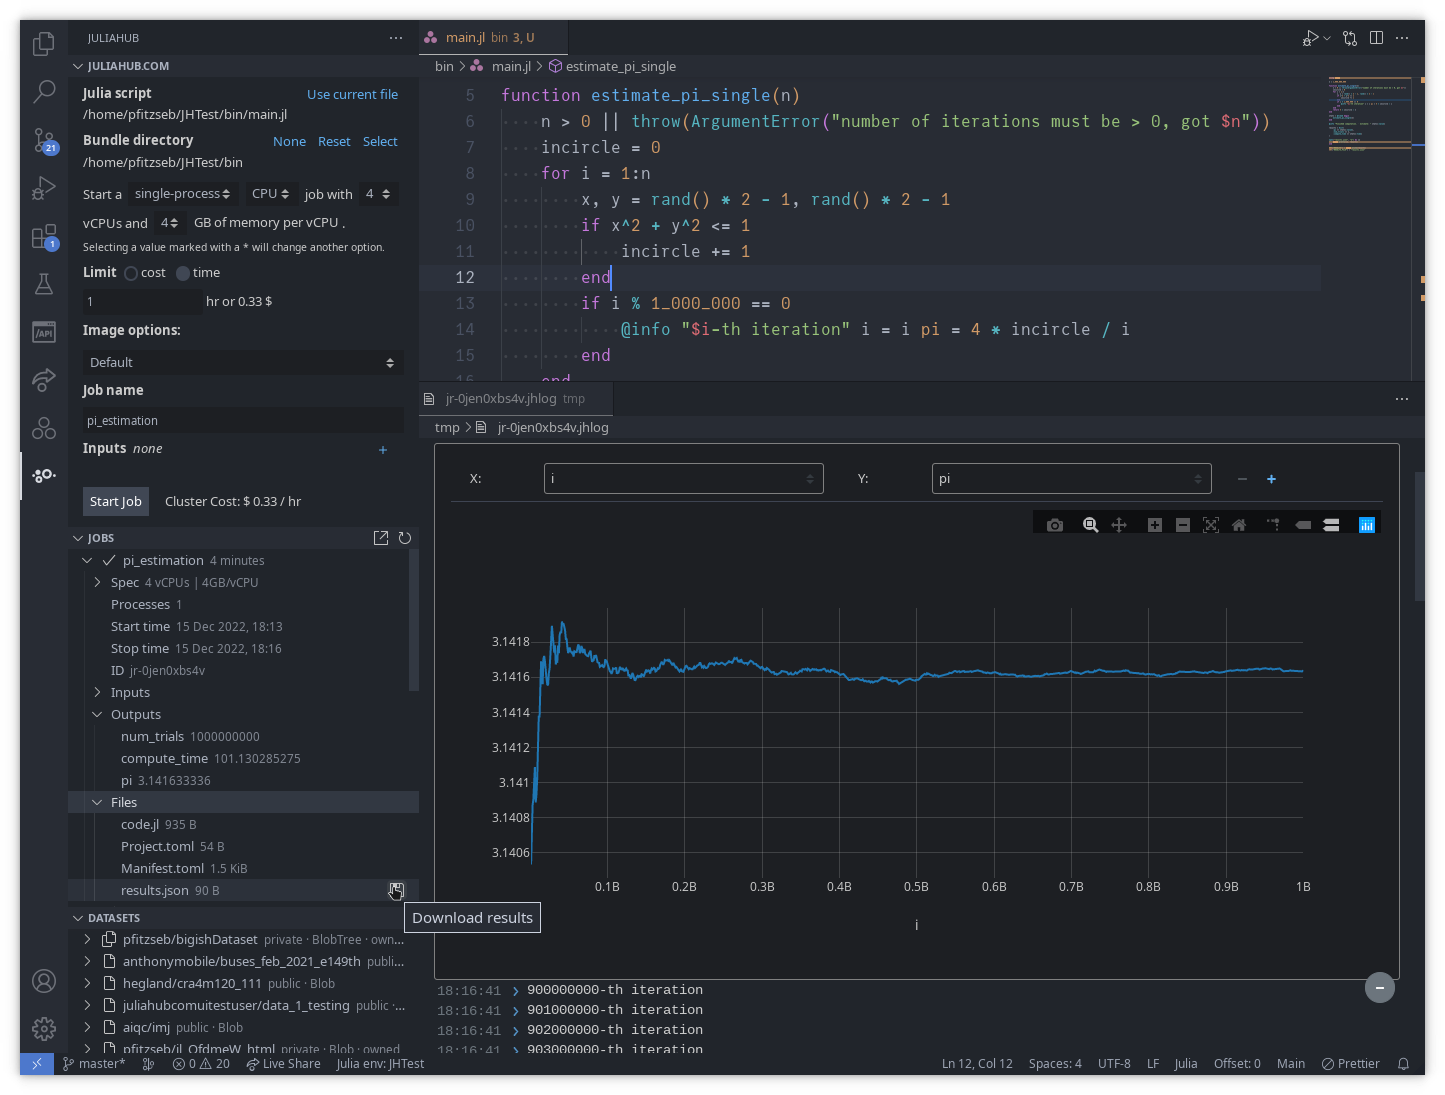 JULIAHUB
JULIAHUB.COM
Julia script Use current file
/home/pfitzseb/JHTest/bin/main.jl
Bundle directory None Reset Select
/home/pfitzseb/JHTest/bin
Start a single-process CPU job with 4
vCPUs and 4 GB of memory per vCPU .
Selecting a value marked with a * will change another option.
Limit cost time
1 hr or 0.33 $
Image options:
Default
Job name
pi_estimation
Inputs none +
Start Job Cluster Cost: $ 0.33 / hr
JOBS
pi_estimation 4 minutes
Spec 4 vCPUs | 4GB/vCPU
Processes 1
Start time 15 Dec 2022, 18:13
Stop time 15 Dec 2022, 18:16
ID jr-0jen0xbs4v
Inputs
Outputs
num_trials 1000000000
compute_time 101.130285275
pi 3.141633336
Files
code.jl 935 B
Project.toml 54 B
Manifest.toml 1.5 KiB
results.json 90 B
Download results
DATASETS
pfitzseb/bigishDataset private · BlobTree · own...
anthonymobile/buses_feb_2021_e149th publi...
hegland/cra4m120_111 public · Blob
juliahubcomuitestuser/data_1_testing public ·...
aiqc/imj public · Blob
pfitzseb/jl_OfdmeW_html private · Blob · owned
21
1
/API
main.jl bin 3, U
bin > main.jl > estimate_pi_single
5 function estimate_pi_single(n)
6 ····n > 0 || throw(ArgumentError("number of iterations must be > 0, got $n"))
7 ····incircle = 0
8 ····for i = 1:n
9 ········x, y = rand() * 2 - 1, rand() * 2 - 1
10 ········if x^2 + y^2 <= 1
11 ············incircle += 1
12 ········end
13 ········if i % 1_000_000 == 0
14 ············@info "$i-th iteration" i = i pi = 4 * incircle / i
15 ········end
16 ····end
jr-0jen0xbs4v.jhlog tmp
tmp > jr-0jen0xbs4v.jhlog
X: i Y: pi − +
3.1418
3.1416
3.1414
3.1412
3.141
3.1408
3.1406
0.1B 0.2B 0.3B 0.4B 0.5B 0.6B 0.7B 0.8B 0.9B 1B
i
18:16:41 > 900000000-th iteration
18:16:41 > 901000000-th iteration
18:16:41 > 902000000-th iteration
18:16:41 > 903000000-th iteration
master* 0 20 Live Share Julia env: JHTest Ln 12, Col 12 Spaces: 4 UTF-8 LF Julia Offset: 0 Main Prettier